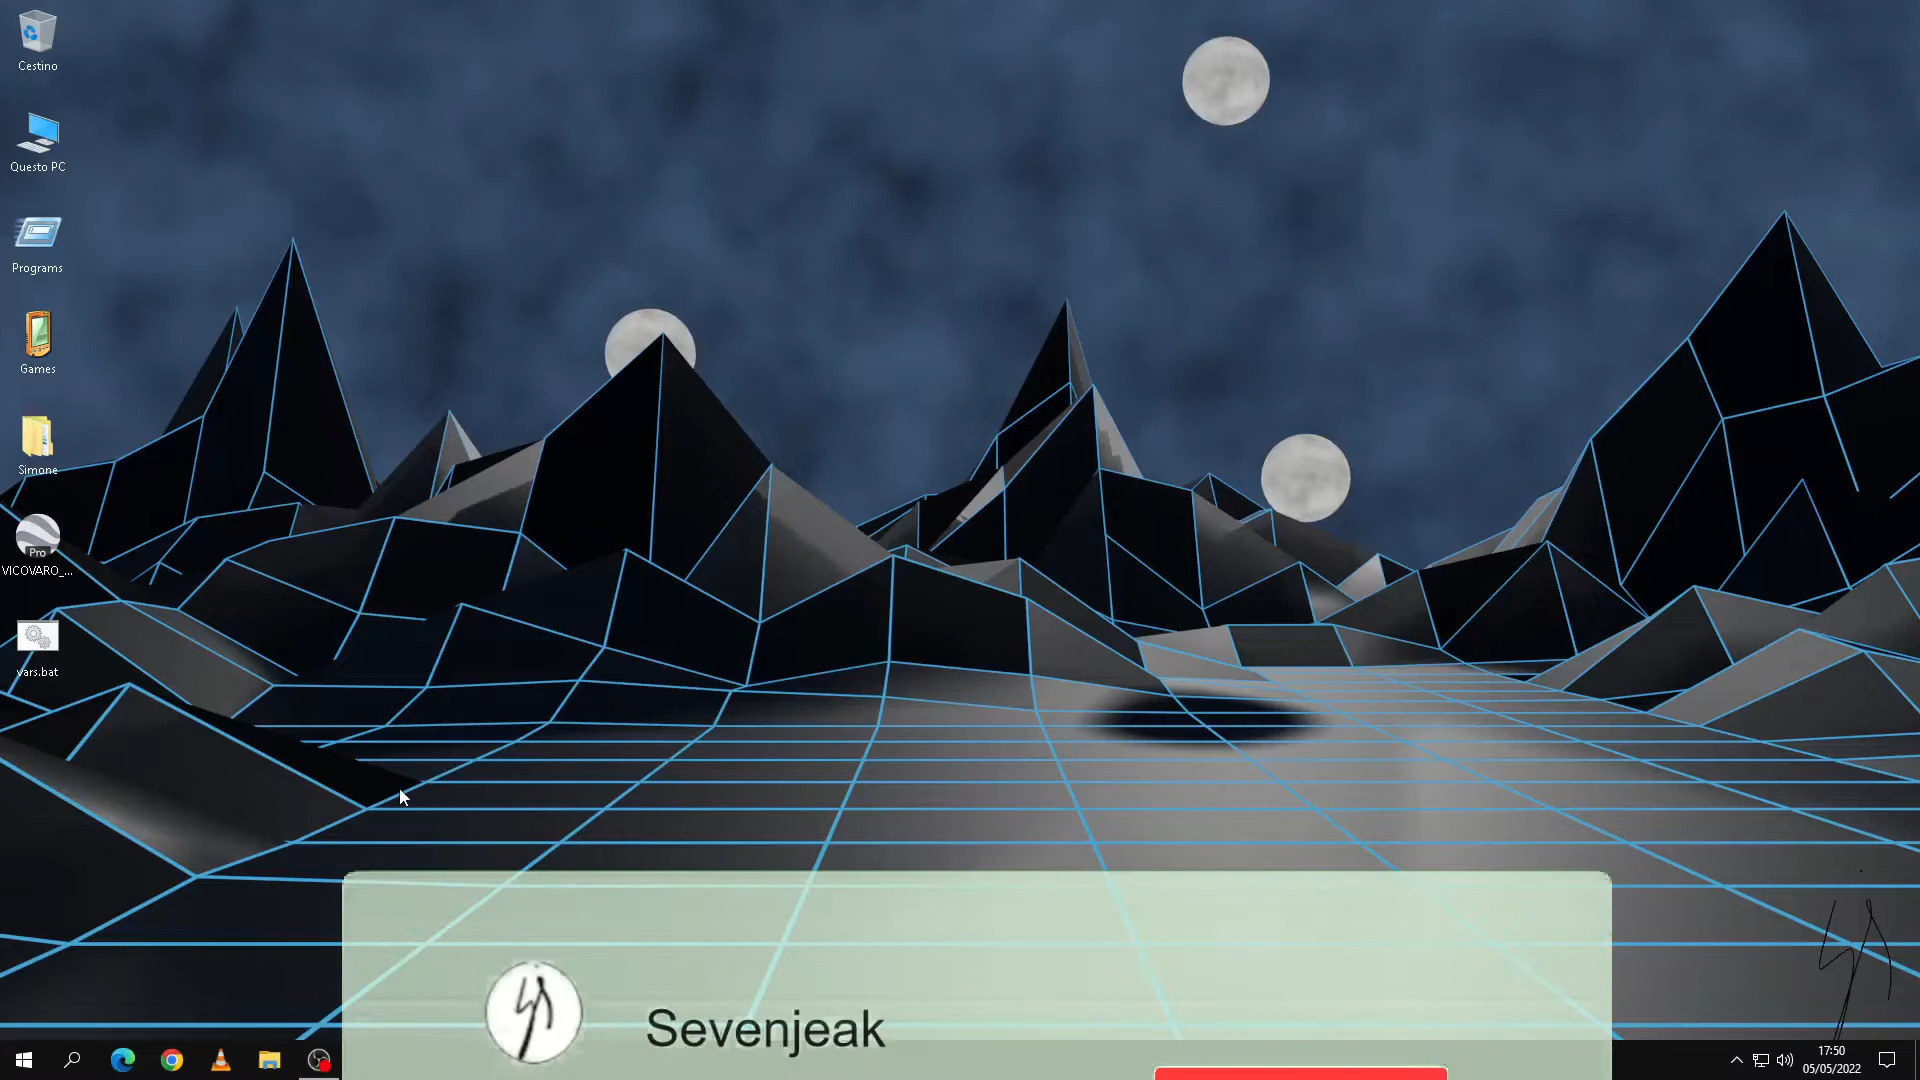 Cestino
Questo PC
Programs
Games
Simone
Pro
VICOVARO_...
vars.bat
Sevenjeak
17:50
05/05/2022